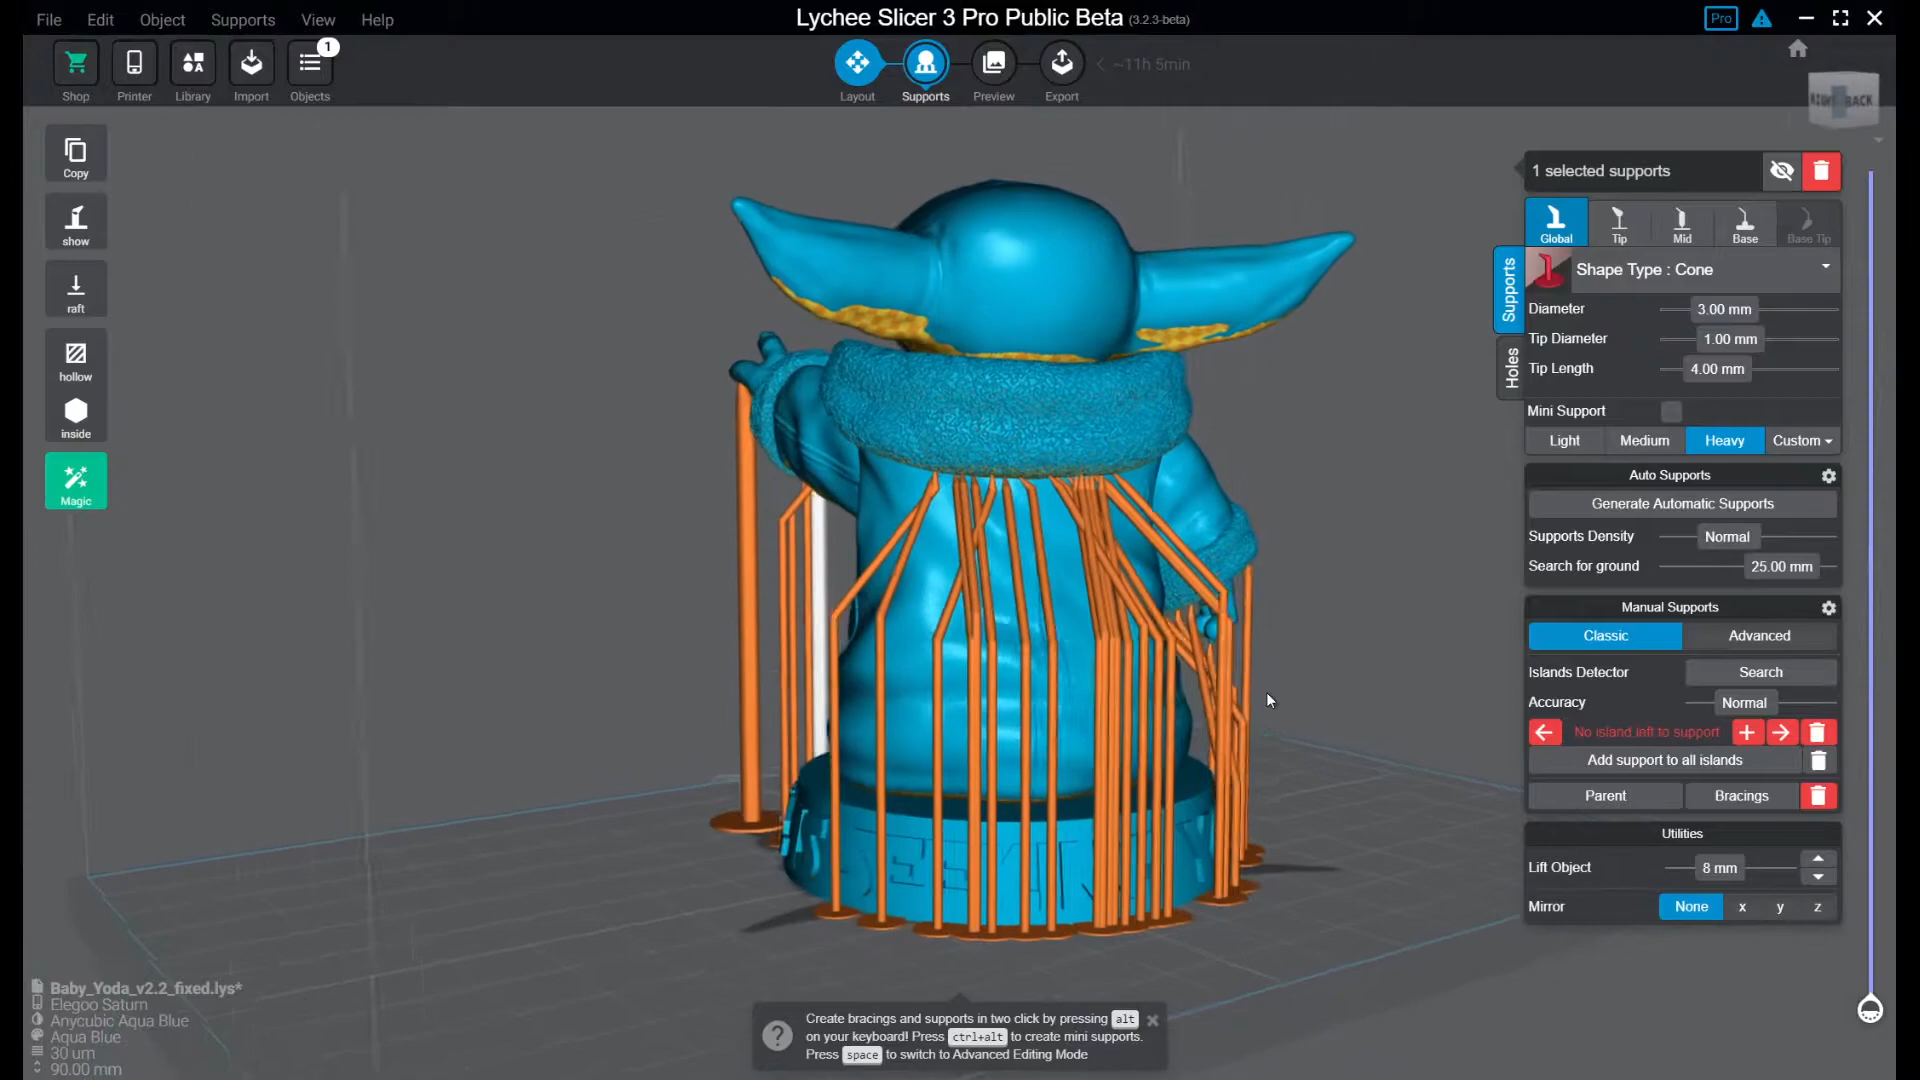 File Edit Object Supports View Help
Lychee Slicer 3 Pro Public Beta (3.2.3-beta)
Pro
1
Shop Printer Library Import Objects
Layout Supports Preview Export
~11h 5min
BACK
Copy
show
raft
hollow
inside
Magic
1 selected supports
Global Tip Mid Base Base Tip
Supports
Holes
Shape Type : Cone
Diameter 3.00 mm
Tip Diameter 1.00 mm
Tip Length 4.00 mm
Mini Support
Light Medium Heavy Custom
Auto Supports
Generate Automatic Supports
Supports Density Normal
Search for ground 25.00 mm
Manual Supports
Classic Advanced
Islands Detector Search
Accuracy Normal
No island left to support
Add support to all islands
Parent Bracings
Utilities
Lift Object 8 mm
Mirror None x y z
Baby_Yoda_v2.2_fixed.lys*
Elegoo Saturn
Anycubic Aqua Blue
Aqua Blue
30 um
90.00 mm
Create bracings and supports in two click by pressing alt
on your keyboard! Press ctrl+alt to create mini supports.
Press space to switch to Advanced Editing Mode